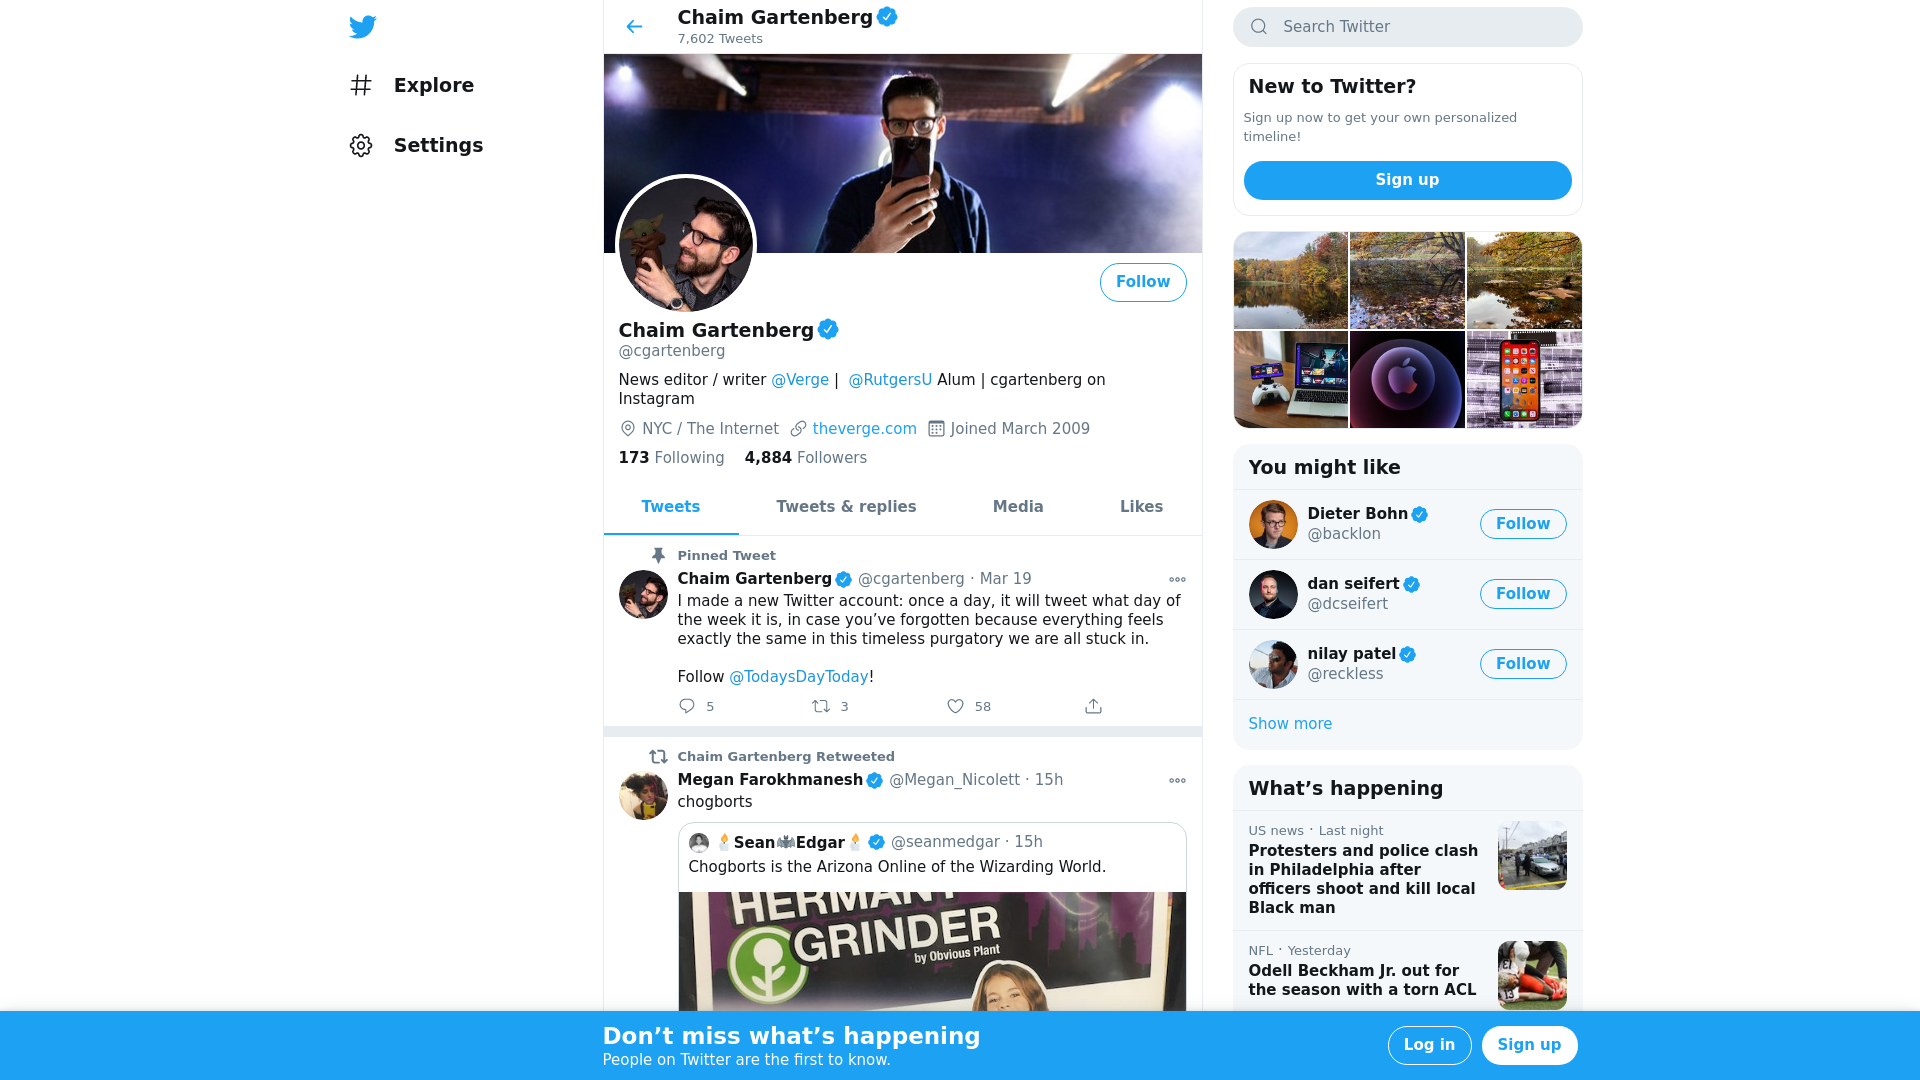 Explore
Settings
Chaim Gartenberg
7,602 Tweets
Follow
Chaim Gartenberg
@cgartenberg
News editor / writer @Verge | @RutgersU Alum | cgartenberg on
Instagram
NYC / The Internet theverge.com Joined March 2009
173 Following 4,884 Followers
Tweets Tweets & replies Media Likes
Pinned Tweet
Chaim Gartenberg @cgartenberg · Mar 19
I made a new Twitter account: once a day, it will tweet what day of
the week it is, in case you’ve forgotten because everything feels
exactly the same in this timeless purgatory we are all stuck in.
Follow @TodaysDayToday!
5 3 58
Chaim Gartenberg Retweeted
Megan Farokhmanesh @Megan_Nicolett · 15h
chogborts
🕯Sean🦇Edgar🕯 @seanmedgar · 15h
Chogborts is the Arizona Online of the Wizarding World.
GRINDER
by Obvious Plant
Search Twitter
New to Twitter?
Sign up now to get your own personalized
timeline!
Sign up
You might like
Dieter Bohn
@backlon
Follow
dan seifert
@dcseifert
Follow
nilay patel
@reckless
Follow
Show more
What’s happening
US news · Last night
Protesters and police clash
in Philadelphia after
officers shoot and kill local
Black man
NFL · Yesterday
Odell Beckham Jr. out for
the season with a torn ACL
Don’t miss what’s happening
People on Twitter are the first to know.
Log in Sign up